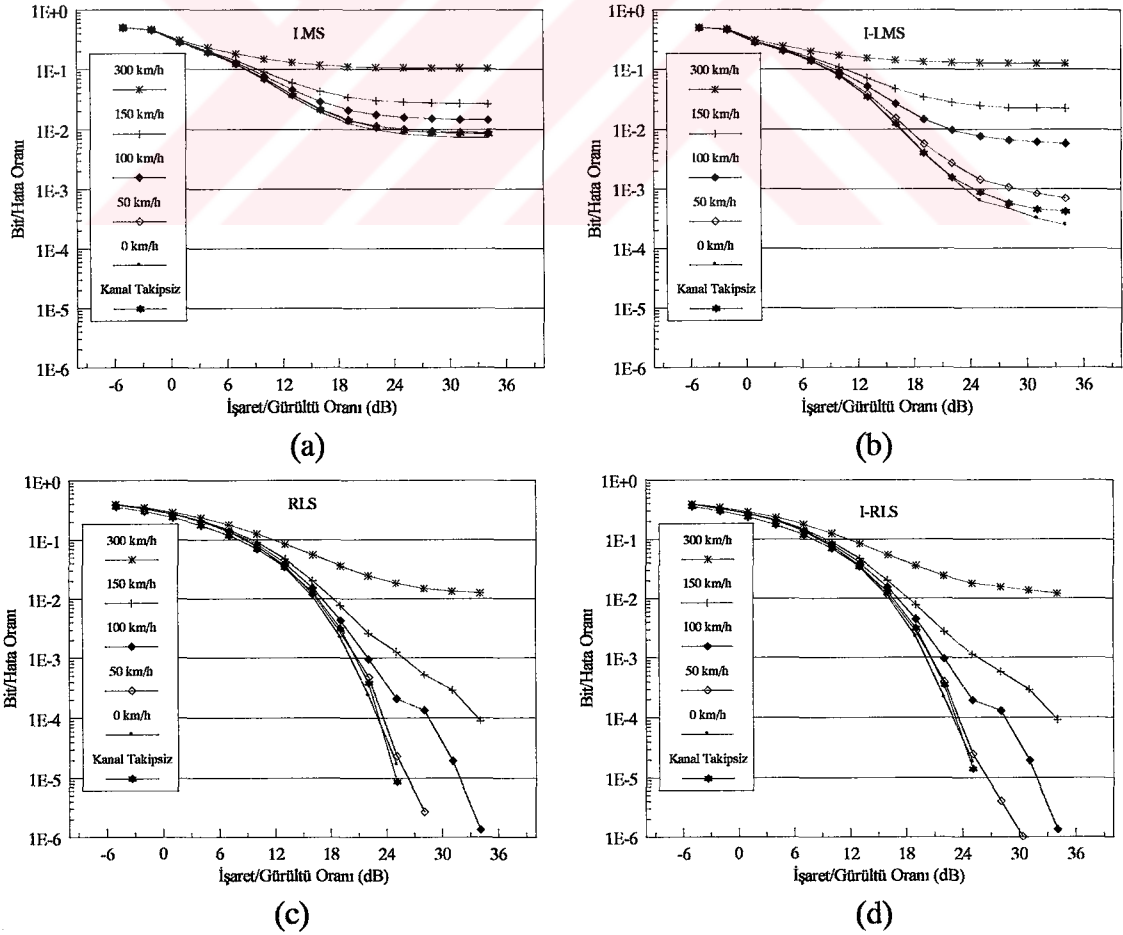 LMS
Bit/Hata Oranı
1E+0
1E-1
1E-2
1E-3
1E-4
1E-5
1E-6
300 km/h
150 km/h
100 km/h
50 km/h
0 km/h
Kanal Takipsiz
-6 0 6 12 18 24 30 36
İşaret/Gürültü Oranı (dB)
(a)
I-LMS
Bit/Hata Oranı
1E+0
1E-1
1E-2
1E-3
1E-4
1E-5
1E-6
300 km/h
150 km/h
100 km/h
50 km/h
0 km/h
Kanal Takipsiz
-6 0 6 12 18 24 30 36
İşaret/Gürültü Oranı (dB)
(b)
RLS
Bit/Hata Oranı
1E+0
1E-1
1E-2
1E-3
1E-4
1E-5
1E-6
300 km/h
150 km/h
100 km/h
50 km/h
0 km/h
Kanal Takipsiz
-6 0 6 12 18 24 30 36
İşaret/Gürültü Oranı (dB)
(c)
I-RLS
Bit/Hata Oranı
1E+0
1E-1
1E-2
1E-3
1E-4
1E-5
1E-6
300 km/h
150 km/h
100 km/h
50 km/h
0 km/h
Kanal Takipsiz
-6 0 6 12 18 24 30 36
İşaret/Gürültü Oranı (dB)
(d)